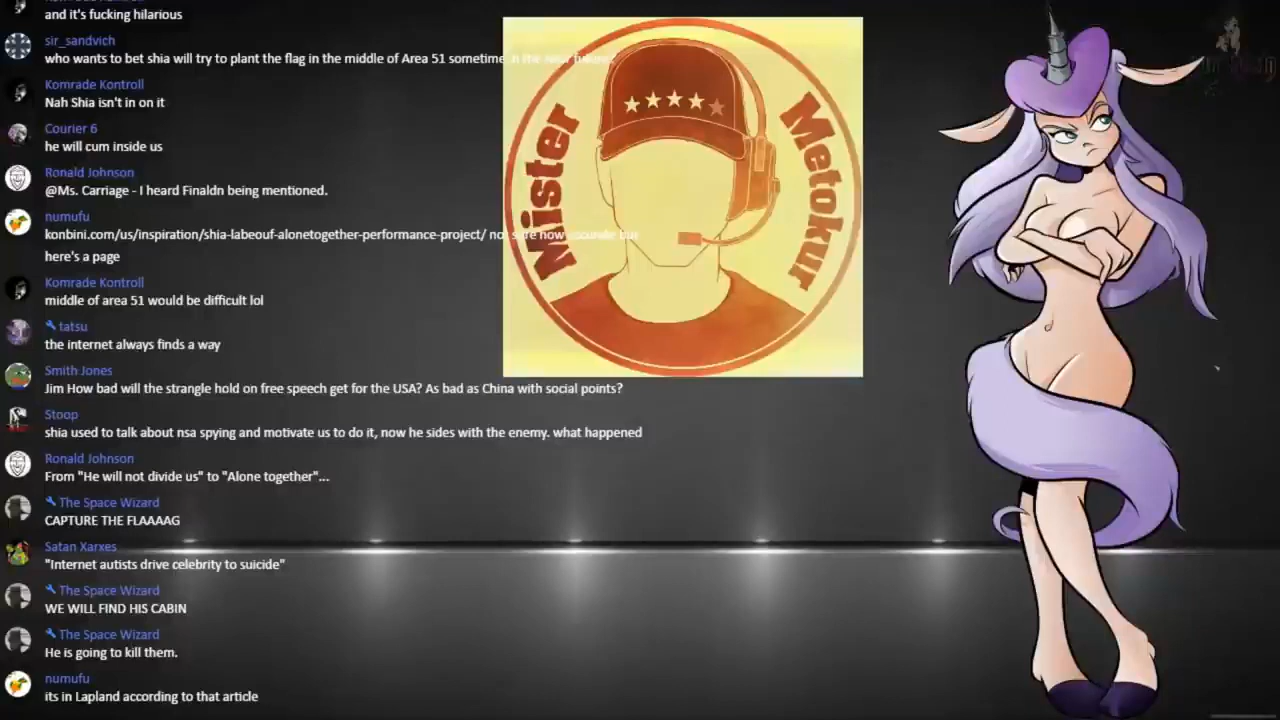 and it's fucking hilarious
sir_sandvich
who wants to bet shia will try to plant the flag in the middle of Area 51 sometime in the near future
Komrade Kontroll
Nah Shia isn't in on it
Courier 6
he will cum inside us
Ronald Johnson
@Ms. Carriage - I heard Finaldn being mentioned.
numufu
konbini.com/us/inspiration/shia-labeouf-alonetogether-performance-project/ not sure how accurate but
here's a page
Komrade Kontroll
middle of area 51 would be difficult lol
tatsu
the internet always finds a way
Smith Jones
Jim How bad will the strangle hold on free speech get for the USA? As bad as China with social points?
Stoop
shia used to talk about nsa spying and motivate us to do it, now he sides with the enemy. what happened
Ronald Johnson
From "He will not divide us" to "Alone together"...
The Space Wizard
CAPTURE THE FLAAAAG
Satan Xarxes
"Internet autists drive celebrity to suicide"
The Space Wizard
WE WILL FIND HIS CABIN
The Space Wizard
He is going to kill them.
numufu
its in Lapland according to that article
Mister
Metokur